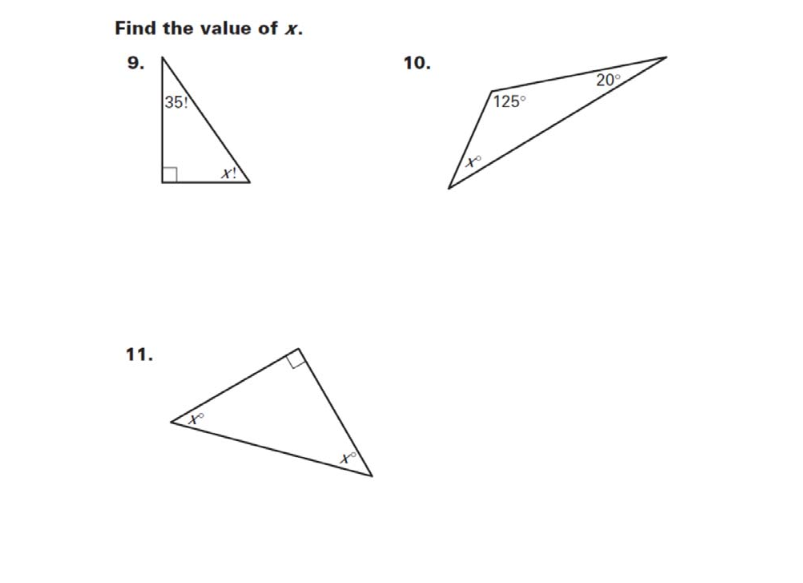 Find the value of x.
9.
10.
35!
x!
20°
125°
x°
11.
x°
x°